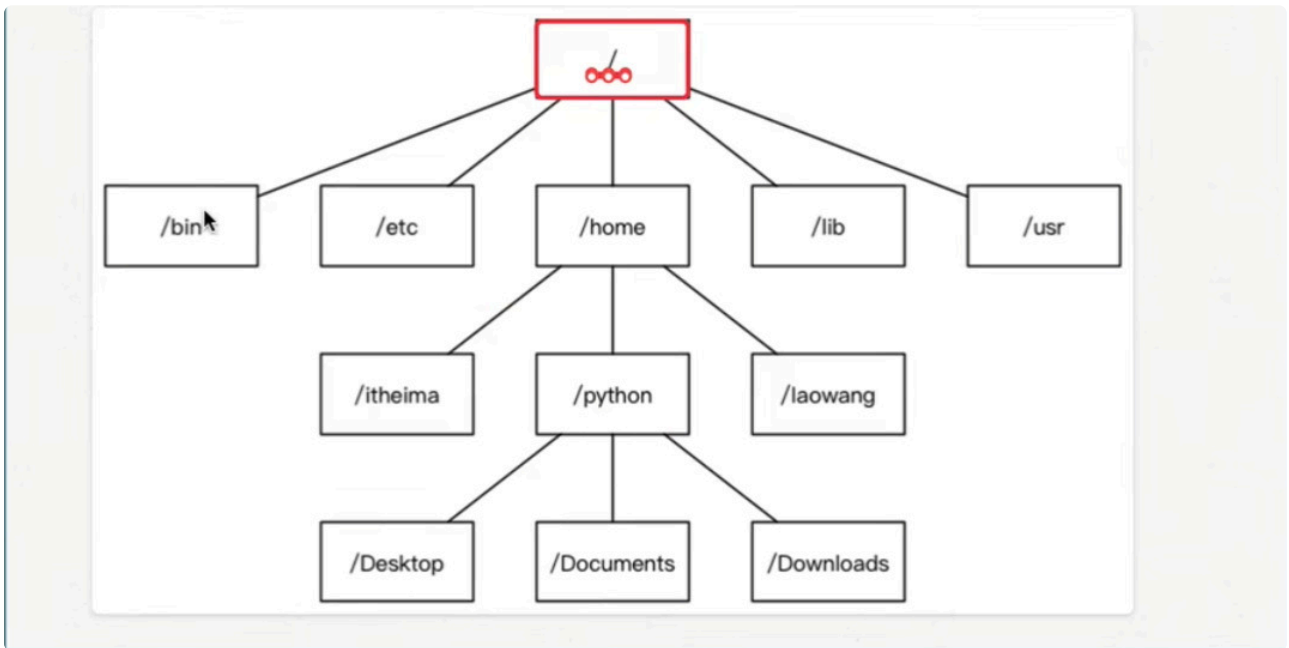 /
/bin
/etc
/home
/lib
/usr
/itheima
/python
/laowang
/Desktop
/Documents
/Downloads